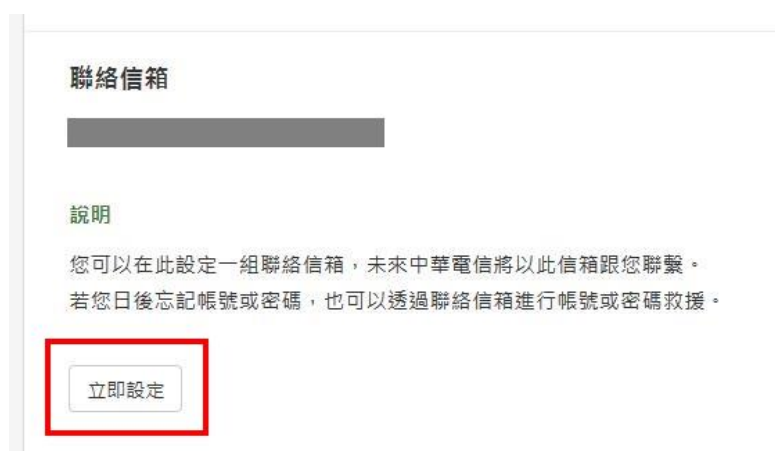 聯絡信箱
說明
您可以在此設定一組聯絡信箱，未來中華電信將以此信箱跟您聯繫。
若您日後忘記帳號或密碼，也可以透過聯絡信箱進行帳號或密碼救援。
立即設定